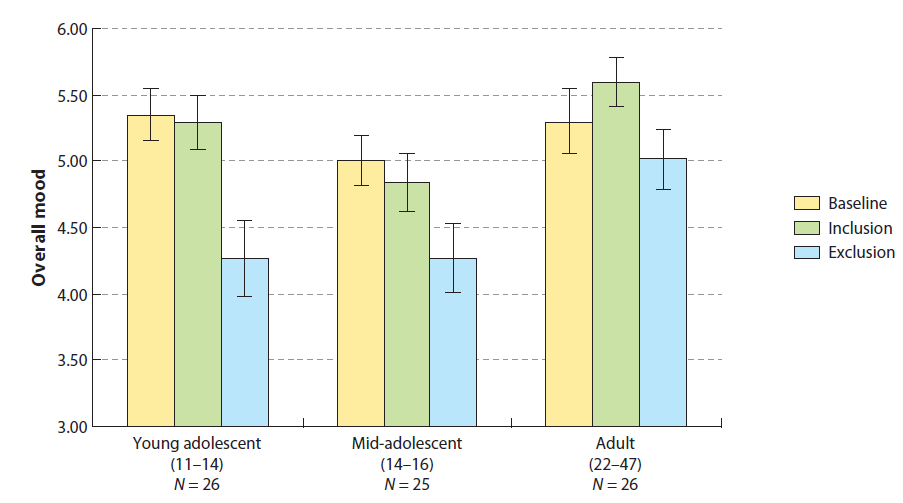 6.00
5.50
5.00
4.50
4.00
3.50
3.00
Overall mood
Young adolescent
(11–14)
N = 26
Mid-adolescent
(14–16)
N = 25
Adult
(22–47)
N = 26
Baseline
Inclusion
Exclusion